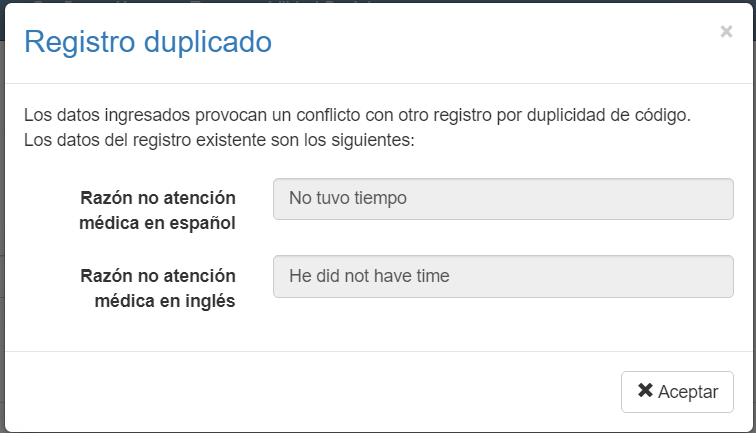 Registro duplicado
×
Los datos ingresados provocan un conflicto con otro registro por duplicidad de código.
Los datos del registro existente son los siguientes:
Razón no atención
médica en español
No tuvo tiempo
Razón no atención
médica en inglés
He did not have time
✖ Aceptar